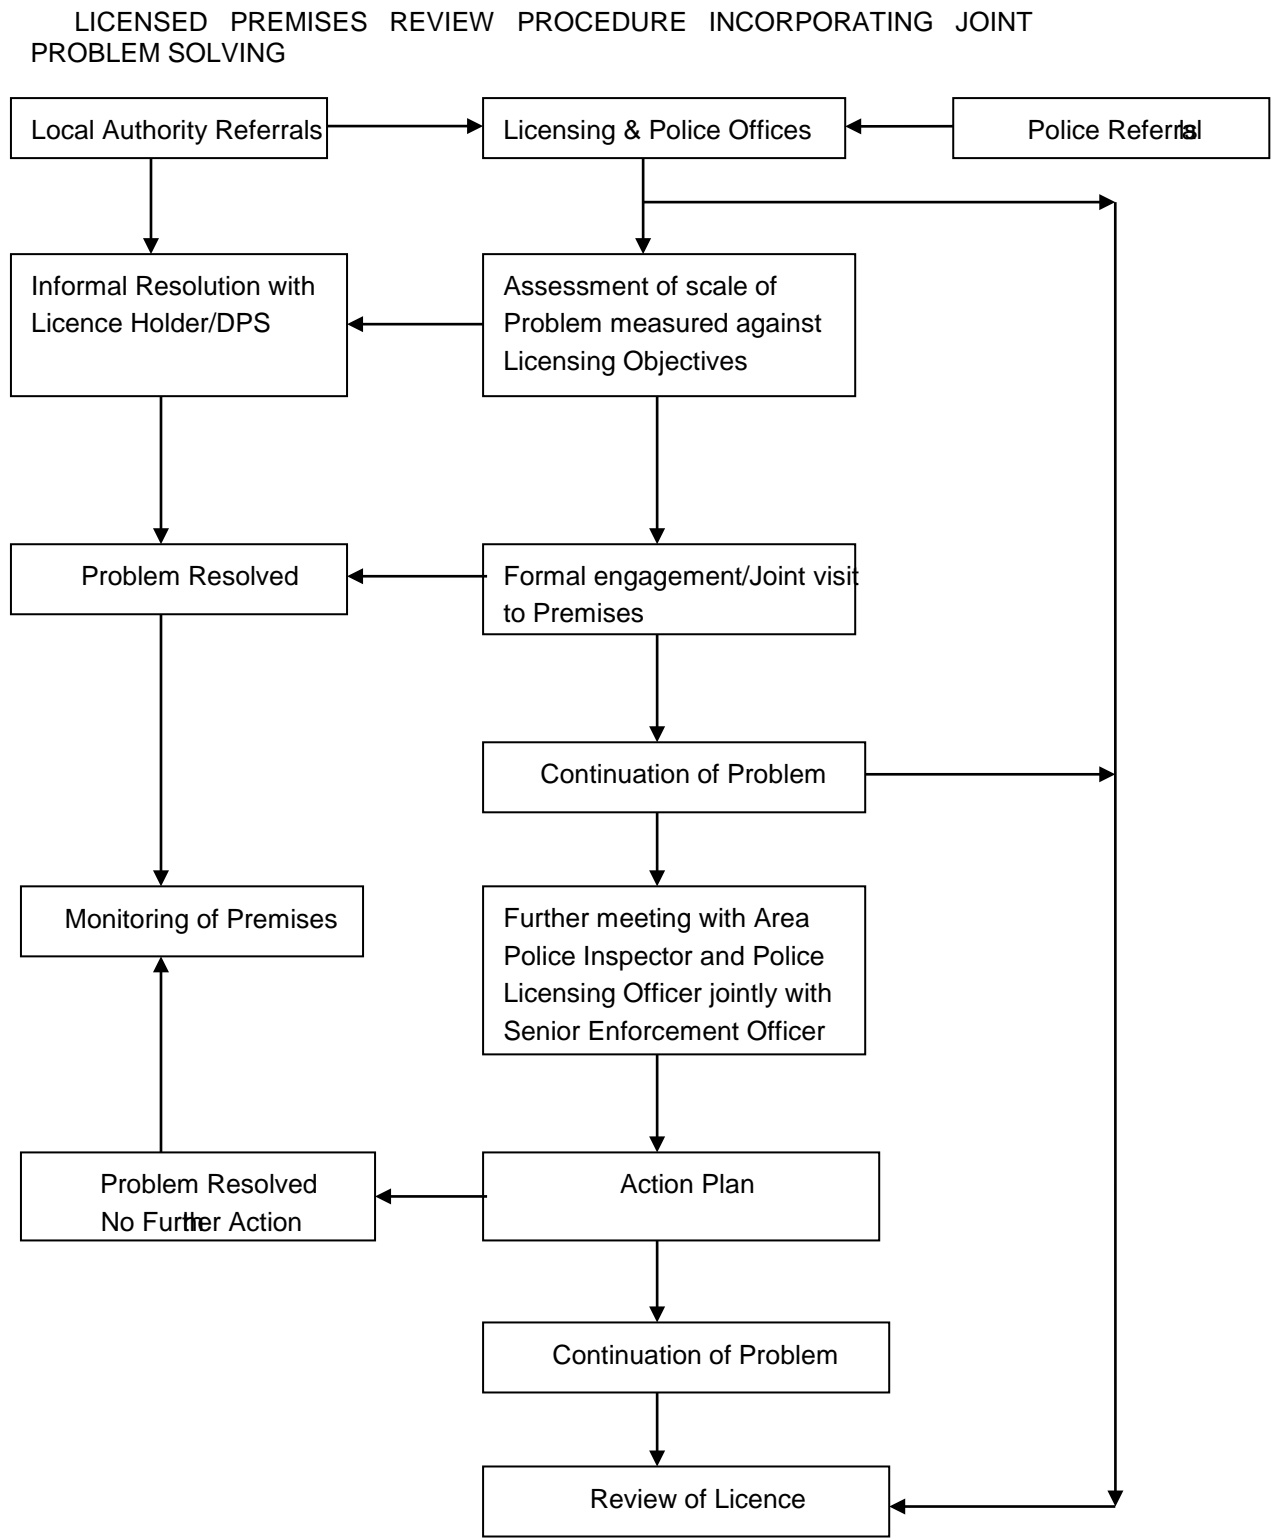 LICENSED PREMISES REVIEW PROCEDURE INCORPORATING JOINT
PROBLEM SOLVING
Local Authority Referrals
Licensing & Police Offices
Police Referrals
Informal Resolution with
Licence Holder/DPS
Assessment of scale of
Problem measured against
Licensing Objectives
Problem Resolved
Formal engagement/Joint visit
to Premises
Continuation of Problem
Monitoring of Premises
Further meeting with Area
Police Inspector and Police
Licensing Officer jointly with
Senior Enforcement Officer
Problem Resolved
No Further Action
Action Plan
Continuation of Problem
Review of Licence